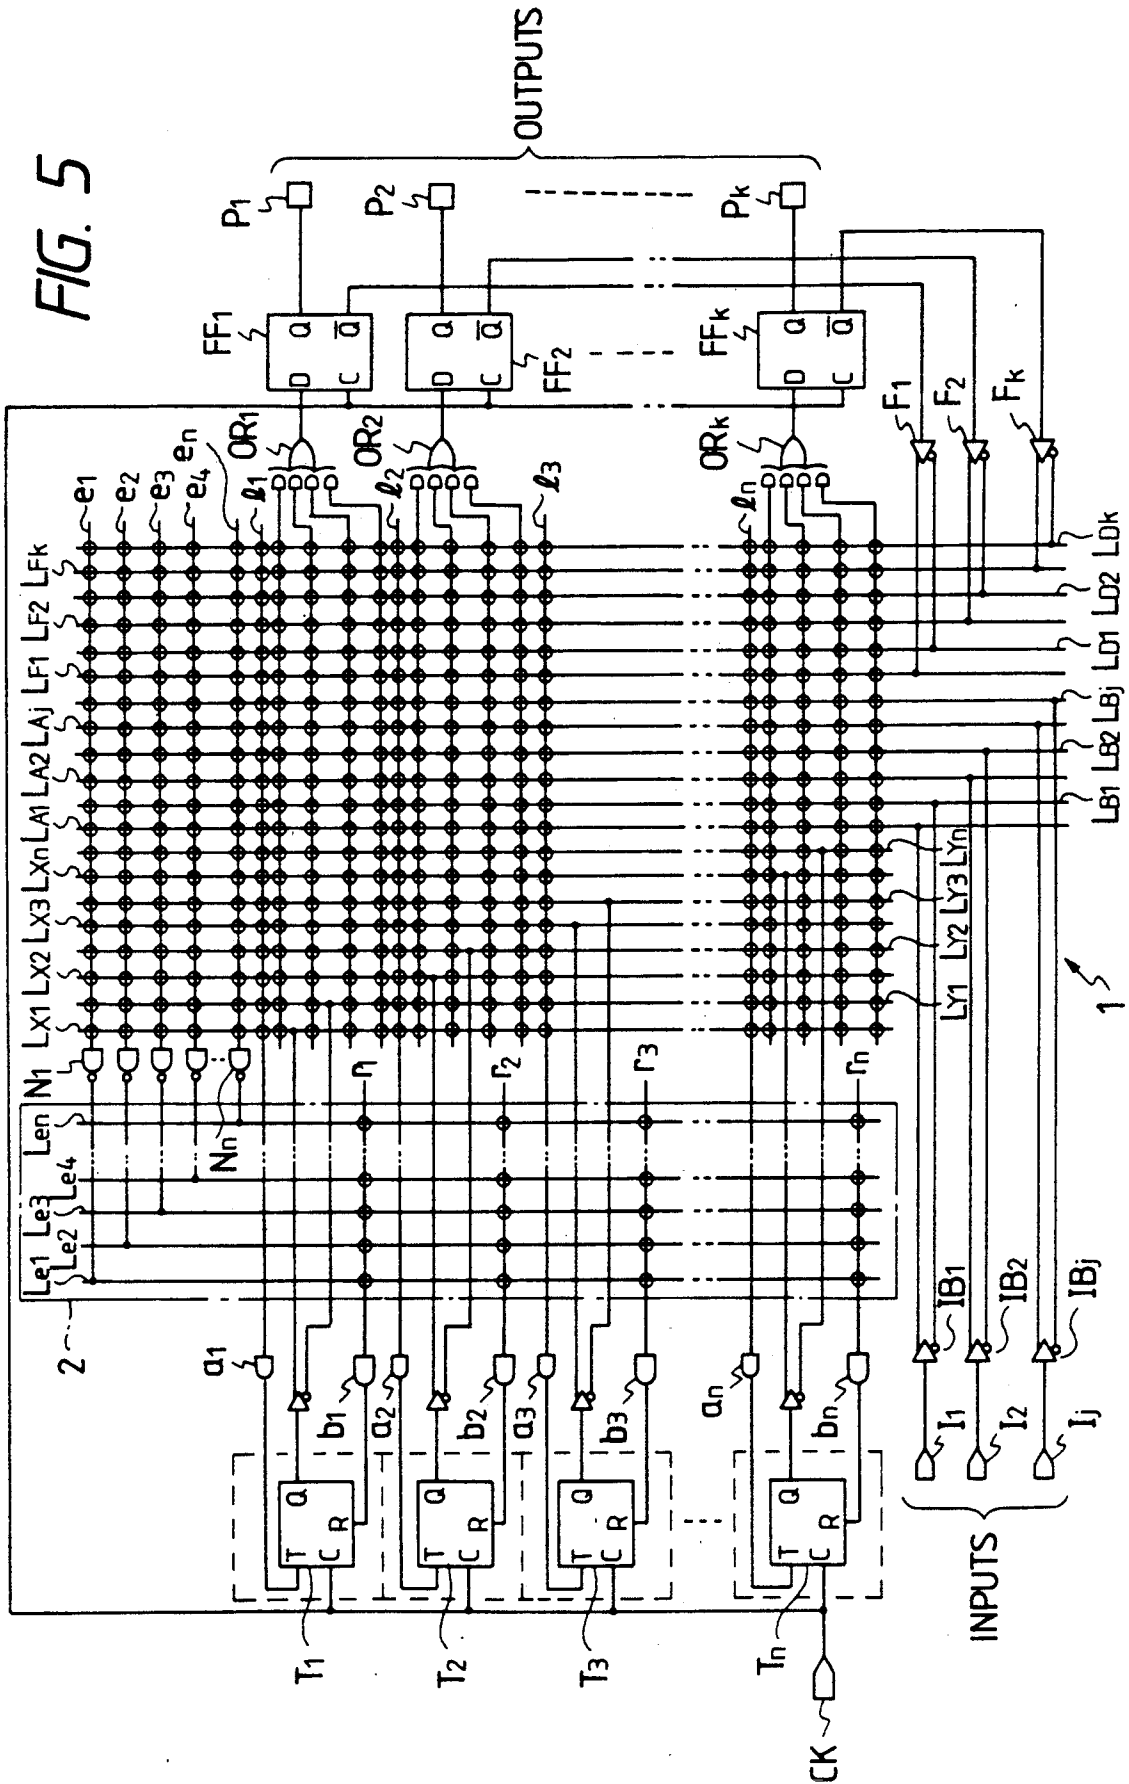 FIG. 5
OUTPUTS
P1
P2
Pk
FF1
FF2
FFk
D Q
C Q̅
D Q
C Q̅
D Q
C Q̅
OR1
OR2
ORk
F1
F2
Fk
e1
e2
e3
e4
en
ℓ1
ℓ2
ℓ3
ℓn
LX1
LX2
LX3
LXn
LA1
LA2
LAj
LF1
LF2
LFk
LY1
LY2
LY3
LYn
LB1
LB2
LBj
LD1
LD2
LDk
1
N1
Nn
r1
r2
r3
rn
Le1
Le2
Le3
Le4
Len
2
a1
b1
a2
b2
a3
b3
an
bn
IB1
IB2
IBj
T Q
C R
T Q
C R
T Q
C R
T Q
C R
T1
T2
T3
Tn
I1
I2
Ij
INPUTS
CK